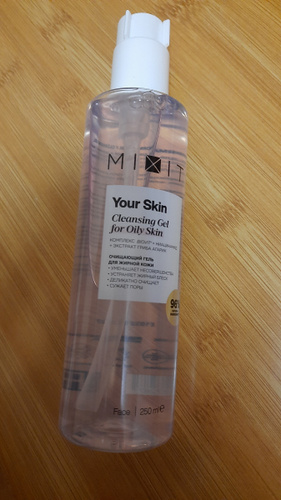 MIXIT
Your Skin
Cleansing Gel
for Oily Skin
ОЧИЩАЮЩИЙ ГЕЛЬ
ДЛЯ ЖИРНОЙ КОЖИ
• УМЕНЬШАЕТ НЕСОВЕРШЕНСТВА
• УСТРАНЯЕТ ЖИРНЫЙ БЛЕСК
• ДЕЛИКАТНО ОЧИЩАЕТ
• СУЖАЕТ ПОРЫ
96%
Face | 250 ml ℮